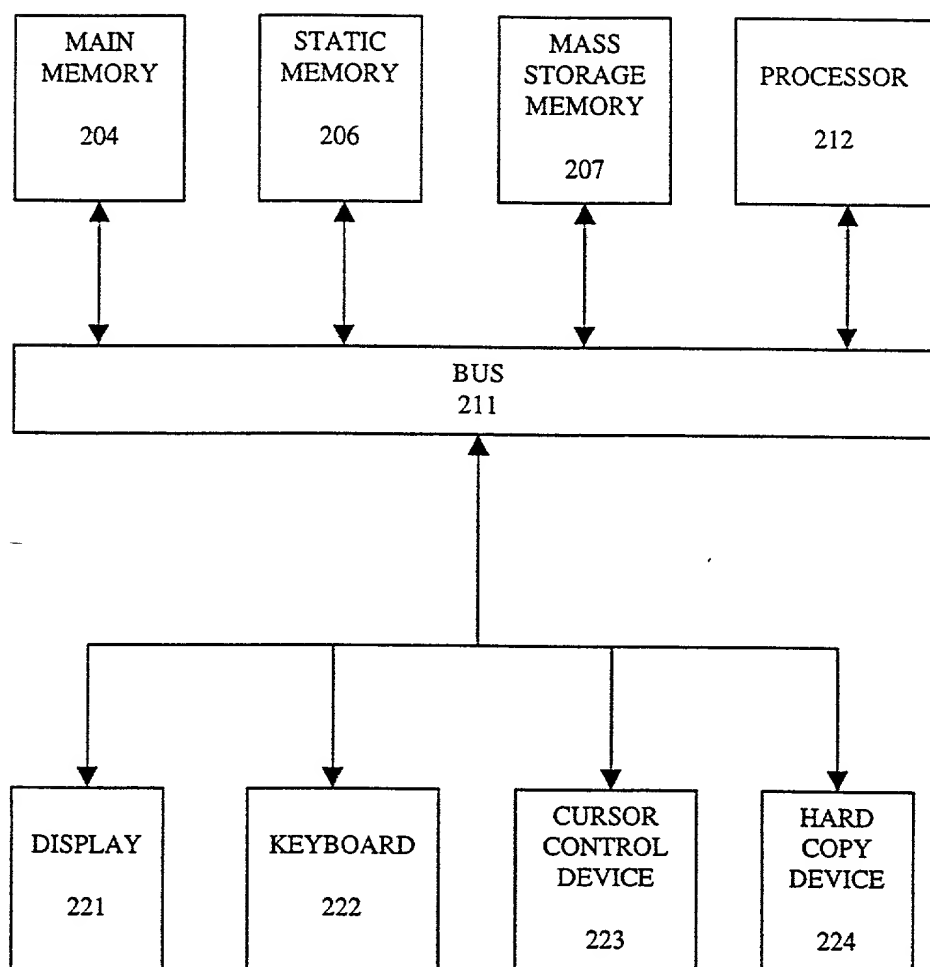 MAIN
MEMORY
204
STATIC
MEMORY
206
MASS
STORAGE
MEMORY
207
PROCESSOR
212
BUS
211
DISPLAY
221
KEYBOARD
222
CURSOR
CONTROL
DEVICE
223
HARD
COPY
DEVICE
224